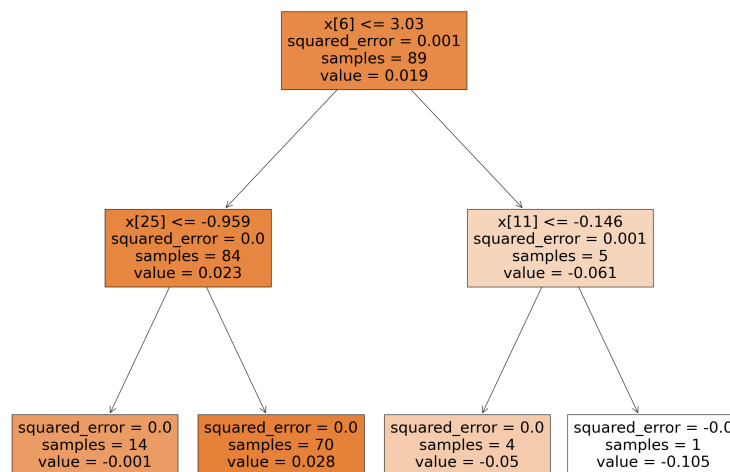 x[6] <= 3.03
squared_error = 0.001
samples = 89
value = 0.019
x[25] <= -0.959
squared_error = 0.0
samples = 84
value = 0.023
x[11] <= -0.146
squared_error = 0.001
samples = 5
value = -0.061
squared_error = 0.0
samples = 14
value = -0.001
squared_error = 0.0
samples = 70
value = 0.028
squared_error = 0.0
samples = 4
value = -0.05
squared_error = -0.0
samples = 1
value = -0.105